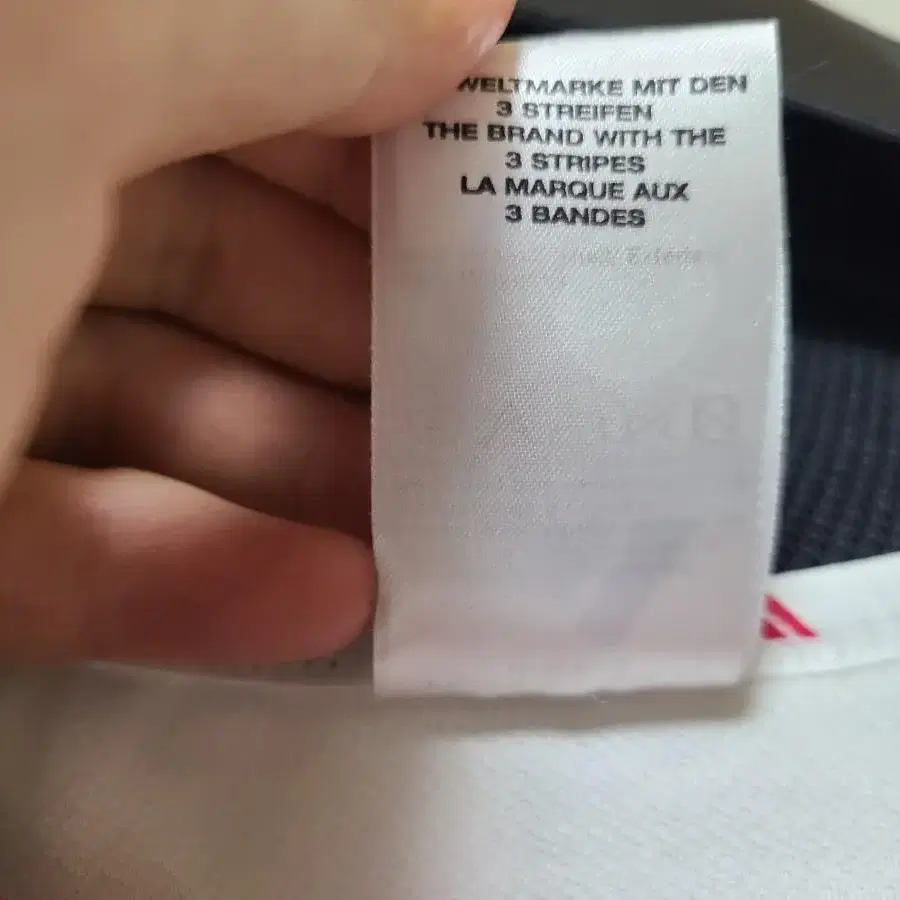 WELTMARKE MIT DEN
3 STREIFEN
THE BRAND WITH THE
3 STRIPES
LA MARQUE AUX
3 BANDES